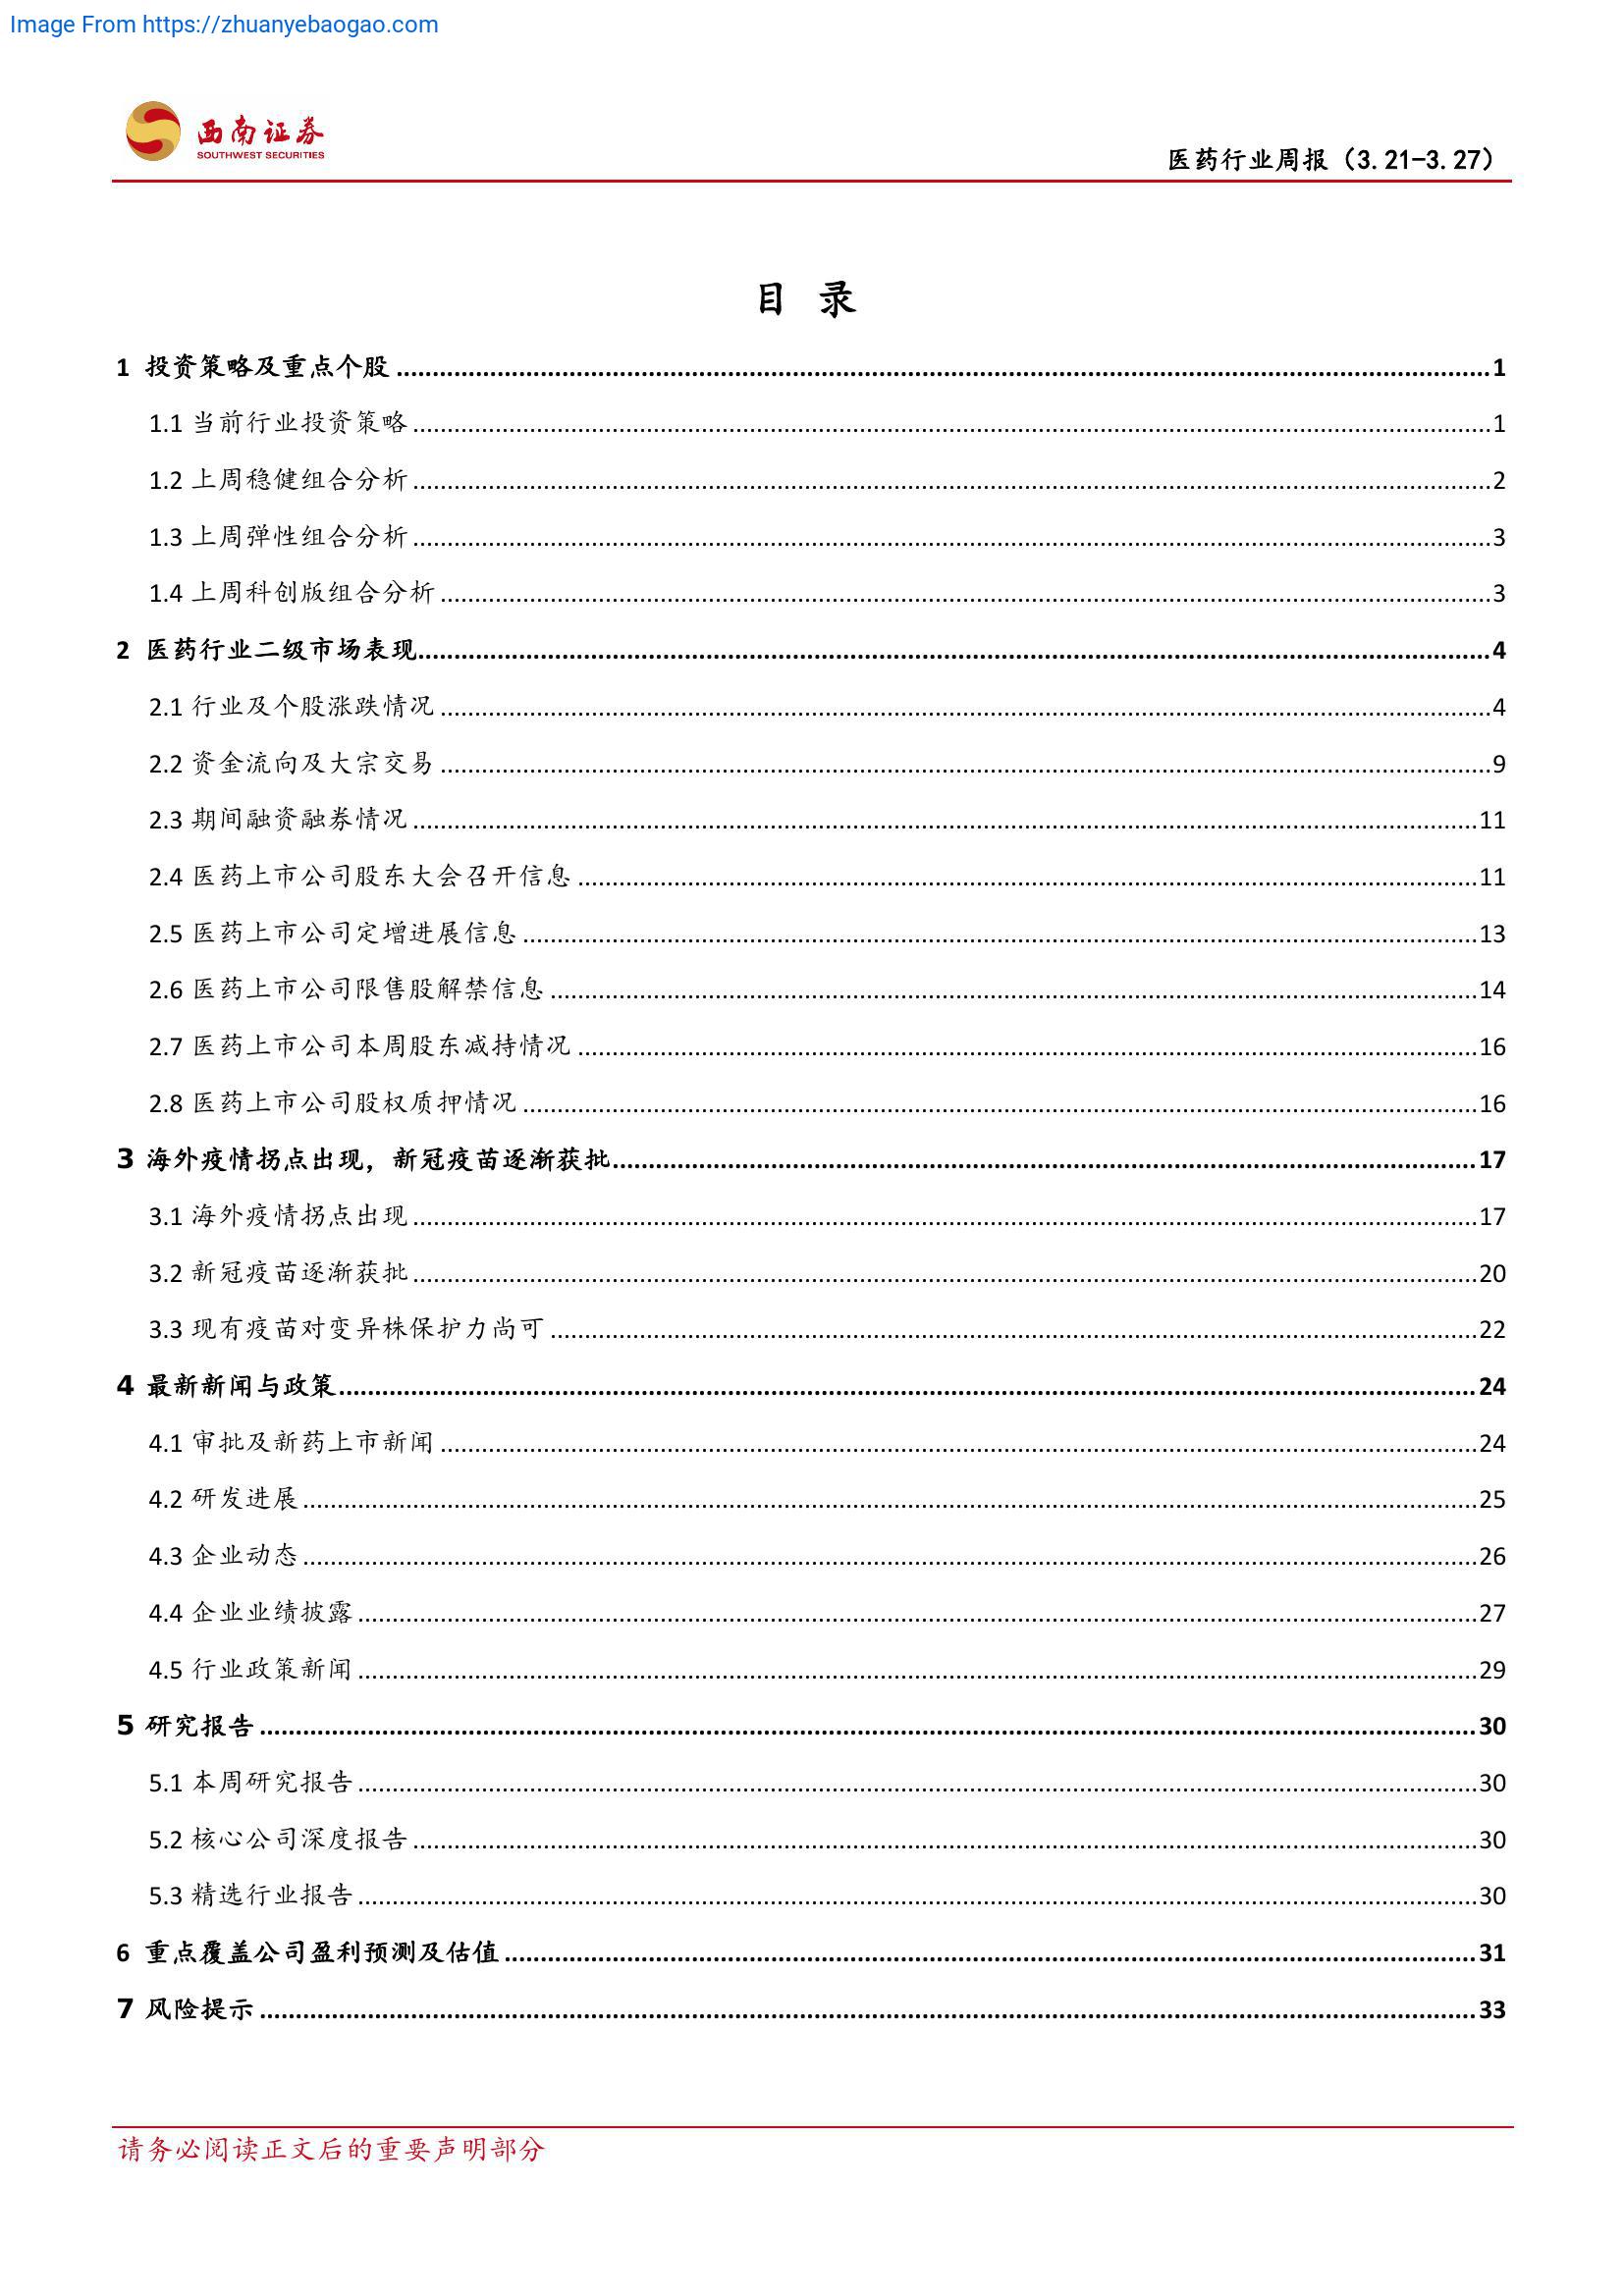 Image From https://zhuanyebaogao.com
西南证券
SOUTHWEST SECURITIES
医药行业周报（3.21-3.27）
目 录
1 投资策略及重点个股 1
1.1 当前行业投资策略 1
1.2 上周稳健组合分析 2
1.3 上周弹性组合分析 3
1.4 上周科创版组合分析 3
2 医药行业二级市场表现 4
2.1 行业及个股涨跌情况 4
2.2 资金流向及大宗交易 9
2.3 期间融资融券情况 11
2.4 医药上市公司股东大会召开信息 11
2.5 医药上市公司定增进展信息 13
2.6 医药上市公司限售股解禁信息 14
2.7 医药上市公司本周股东减持情况 16
2.8 医药上市公司股权质押情况 16
3 海外疫情拐点出现，新冠疫苗逐渐获批 17
3.1 海外疫情拐点出现 17
3.2 新冠疫苗逐渐获批 20
3.3 现有疫苗对变异株保护力尚可 22
4 最新新闻与政策 24
4.1 审批及新药上市新闻 24
4.2 研发进展 25
4.3 企业动态 26
4.4 企业业绩披露 27
4.5 行业政策新闻 29
5 研究报告 30
5.1 本周研究报告 30
5.2 核心公司深度报告 30
5.3 精选行业报告 30
6 重点覆盖公司盈利预测及估值 31
7 风险提示 33
请务必阅读正文后的重要声明部分